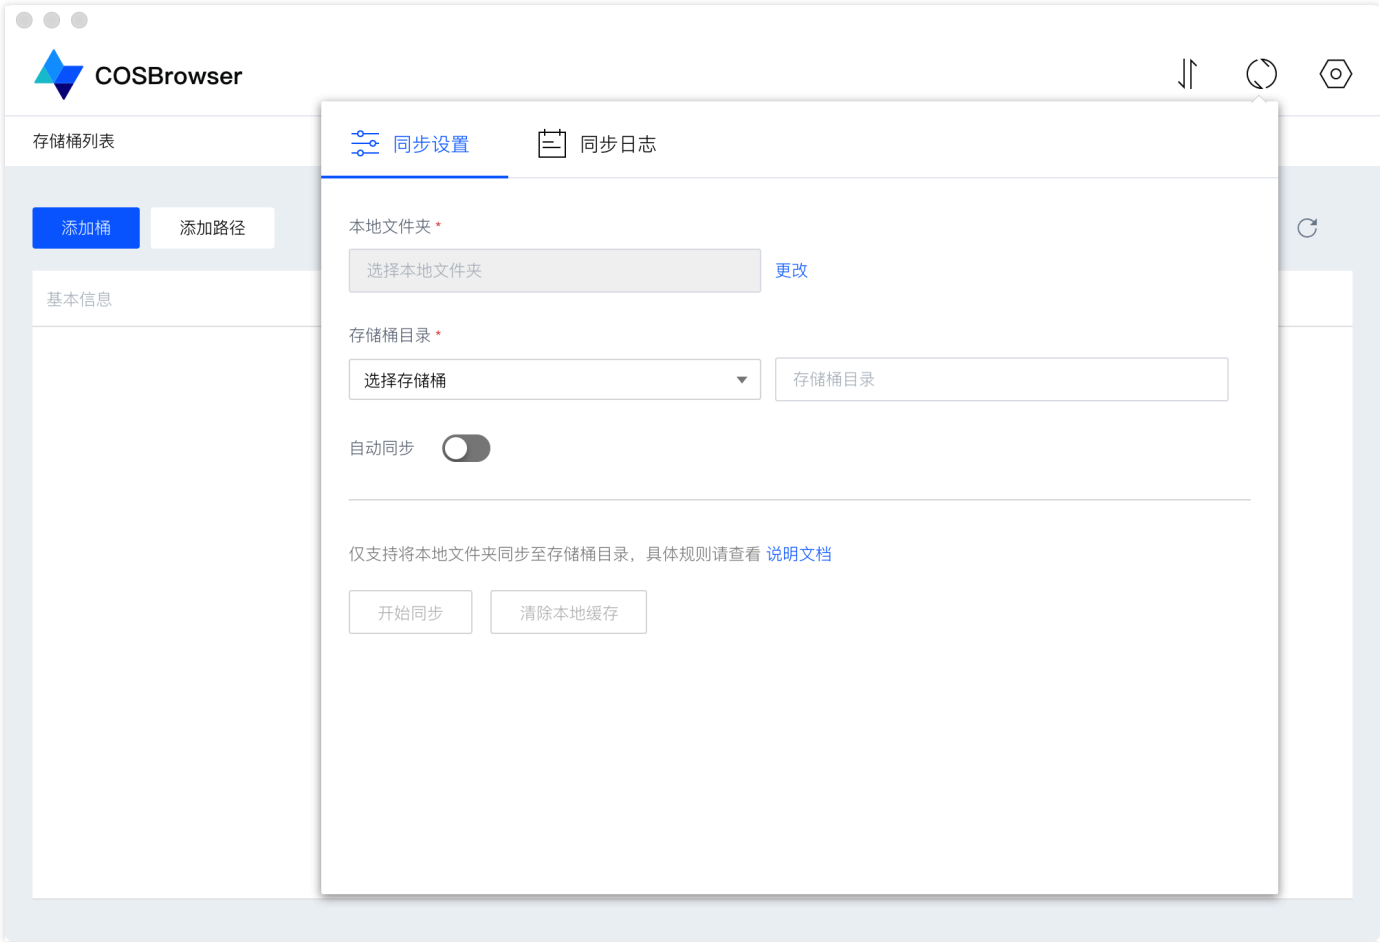 COSBrowser
存储桶列表
同步设置
同步日志
添加桶
添加路径
本地文件夹 *
选择本地文件夹
更改
基本信息
存储桶目录 *
选择存储桶
存储桶目录
自动同步
仅支持将本地文件夹同步至存储桶目录，具体规则请查看 说明文档
开始同步
清除本地缓存